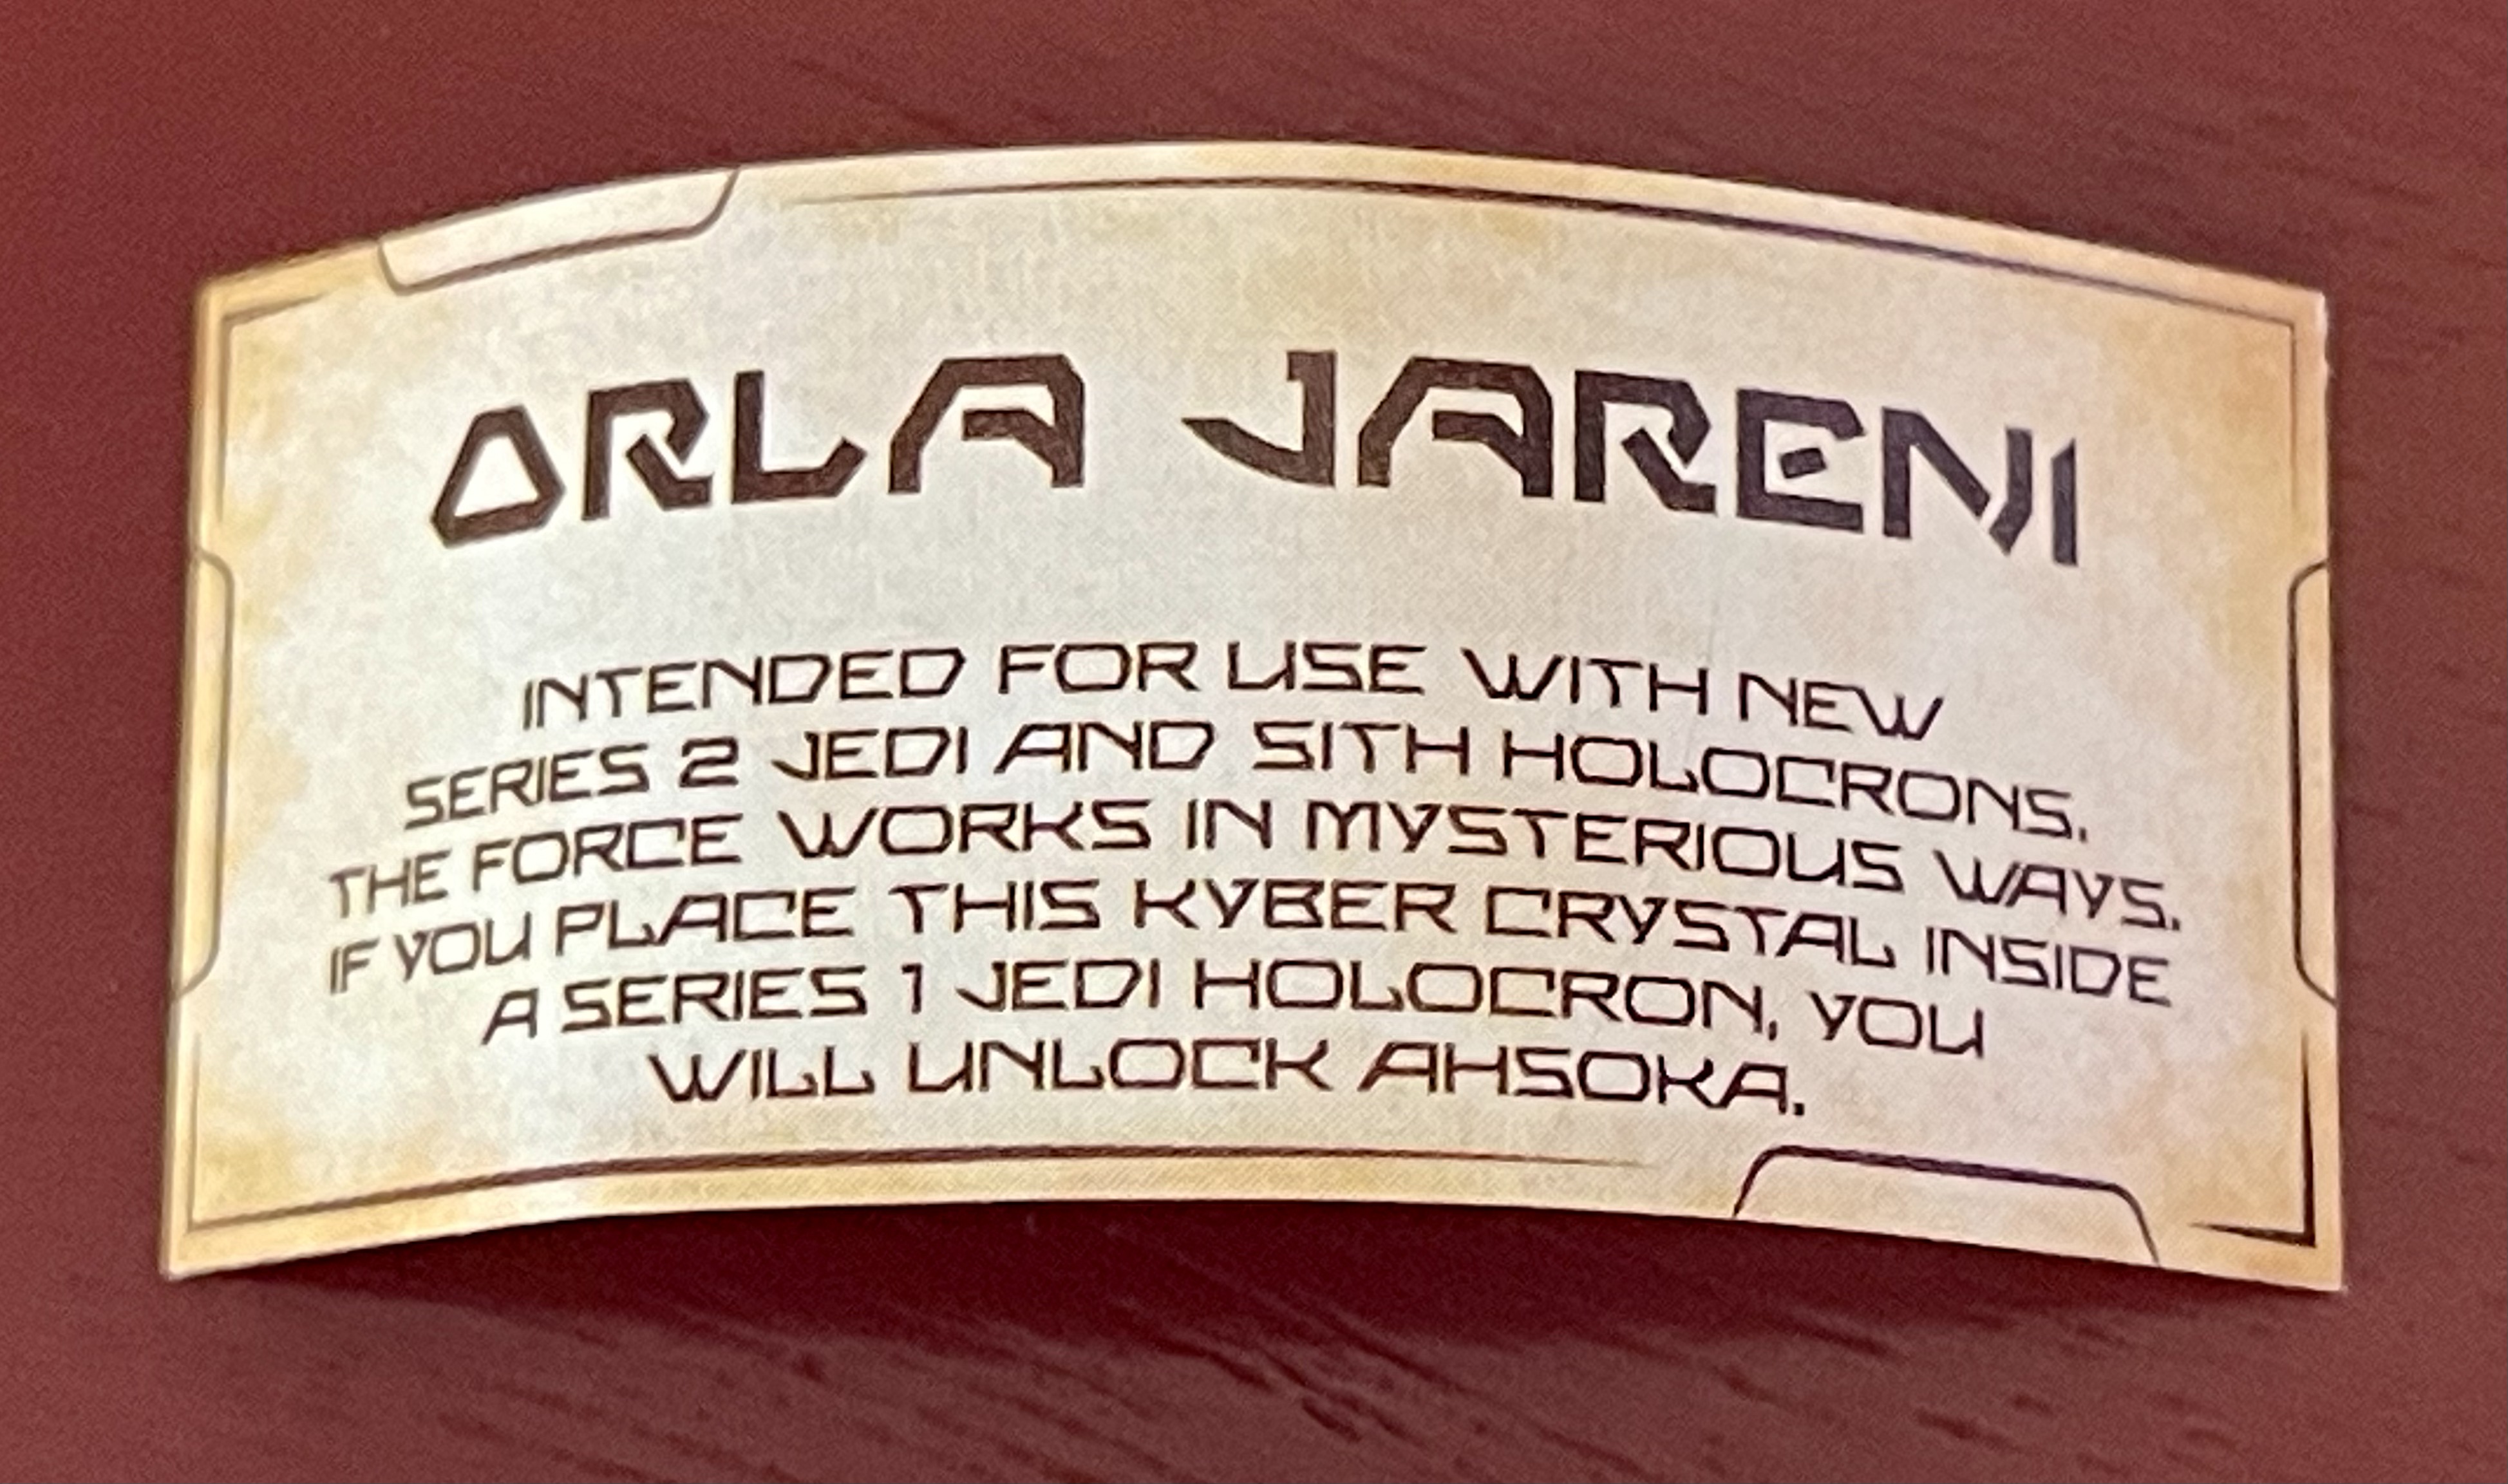 ORLA JARENI
INTENDED FOR USE WITH NEW
SERIES 2 JEDI AND SITH HOLOCRONS.
THE FORCE WORKS IN MYSTERIOUS WAYS.
IF YOU PLACE THIS KYBER CRYSTAL INSIDE
A SERIES 1 JEDI HOLOCRON, YOU
WILL UNLOCK AHSOKA.